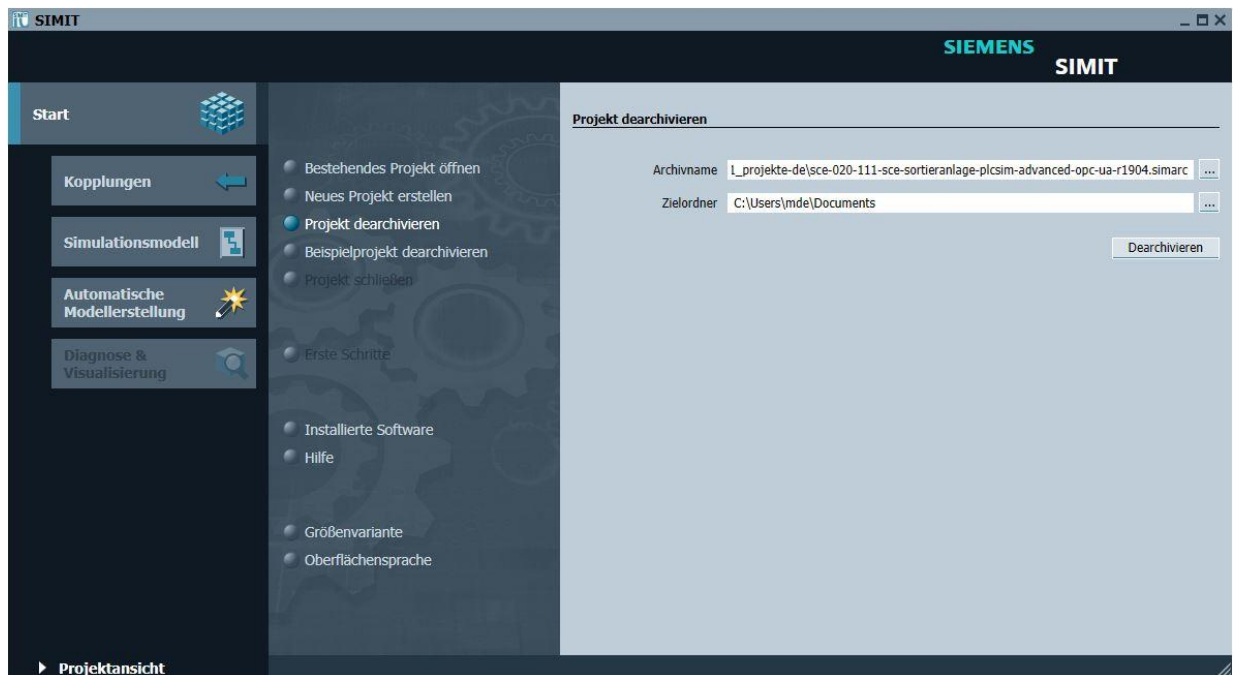 SIMIT
SIEMENS
SIMIT
Start
Kopplungen
Simulationsmodell
Automatische
Modellerstellung
Diagnose &
Visualisierung
Projektansicht
Bestehendes Projekt öffnen
Neues Projekt erstellen
Projekt dearchivieren
Beispielprojekt dearchivieren
Projekt schließen
Erste Schritte
Installierte Software
Hilfe
Größenvariante
Oberflächensprache
Projekt dearchivieren
Archivname 1_projekte-de\sce-020-111-sce-sortieranlage-plcsim-advanced-opc-ua-r1904.simarc ...
Zielordner C:\Users\mde\Documents ...
Dearchivieren